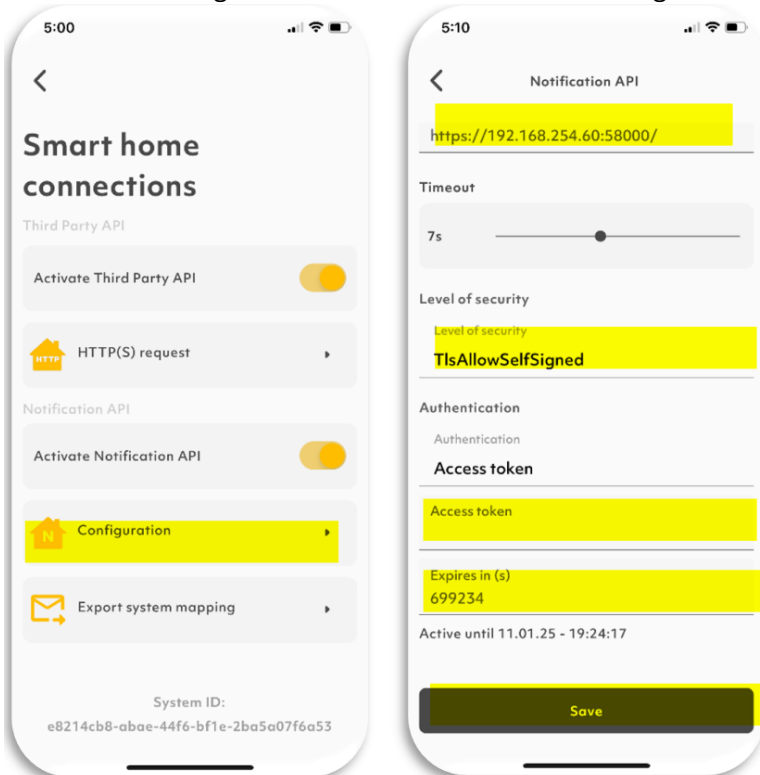 5:00
Smart home
connections
Third Party API
Activate Third Party API
HTTP
HTTP(S) request
Notification API
Activate Notification API
N
Configuration
Export system mapping
System ID:
e8214cb8-abae-44f6-bf1e-2ba5a07f6a53
5:10
Notification API
https://192.168.254.60:58000/
Timeout
7s
Level of security
Level of security
TlsAllowSelfSigned
Authentication
Authentication
Access token
Access token
Expires in (s)
699234
Active until 11.01.25 - 19:24:17
Save